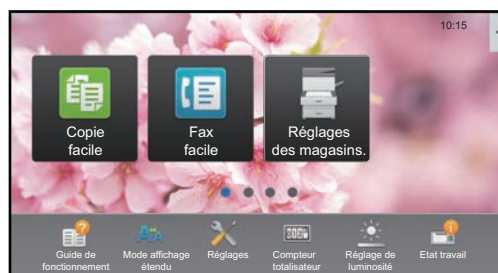 10:15
Copie
facile
Fax
facile
Réglages
des magasins.
Guide de
fonctionnement
Mode affichage
étendu
Réglages
Compteur
totalisateur
Réglage de
luminosité
Etat travail